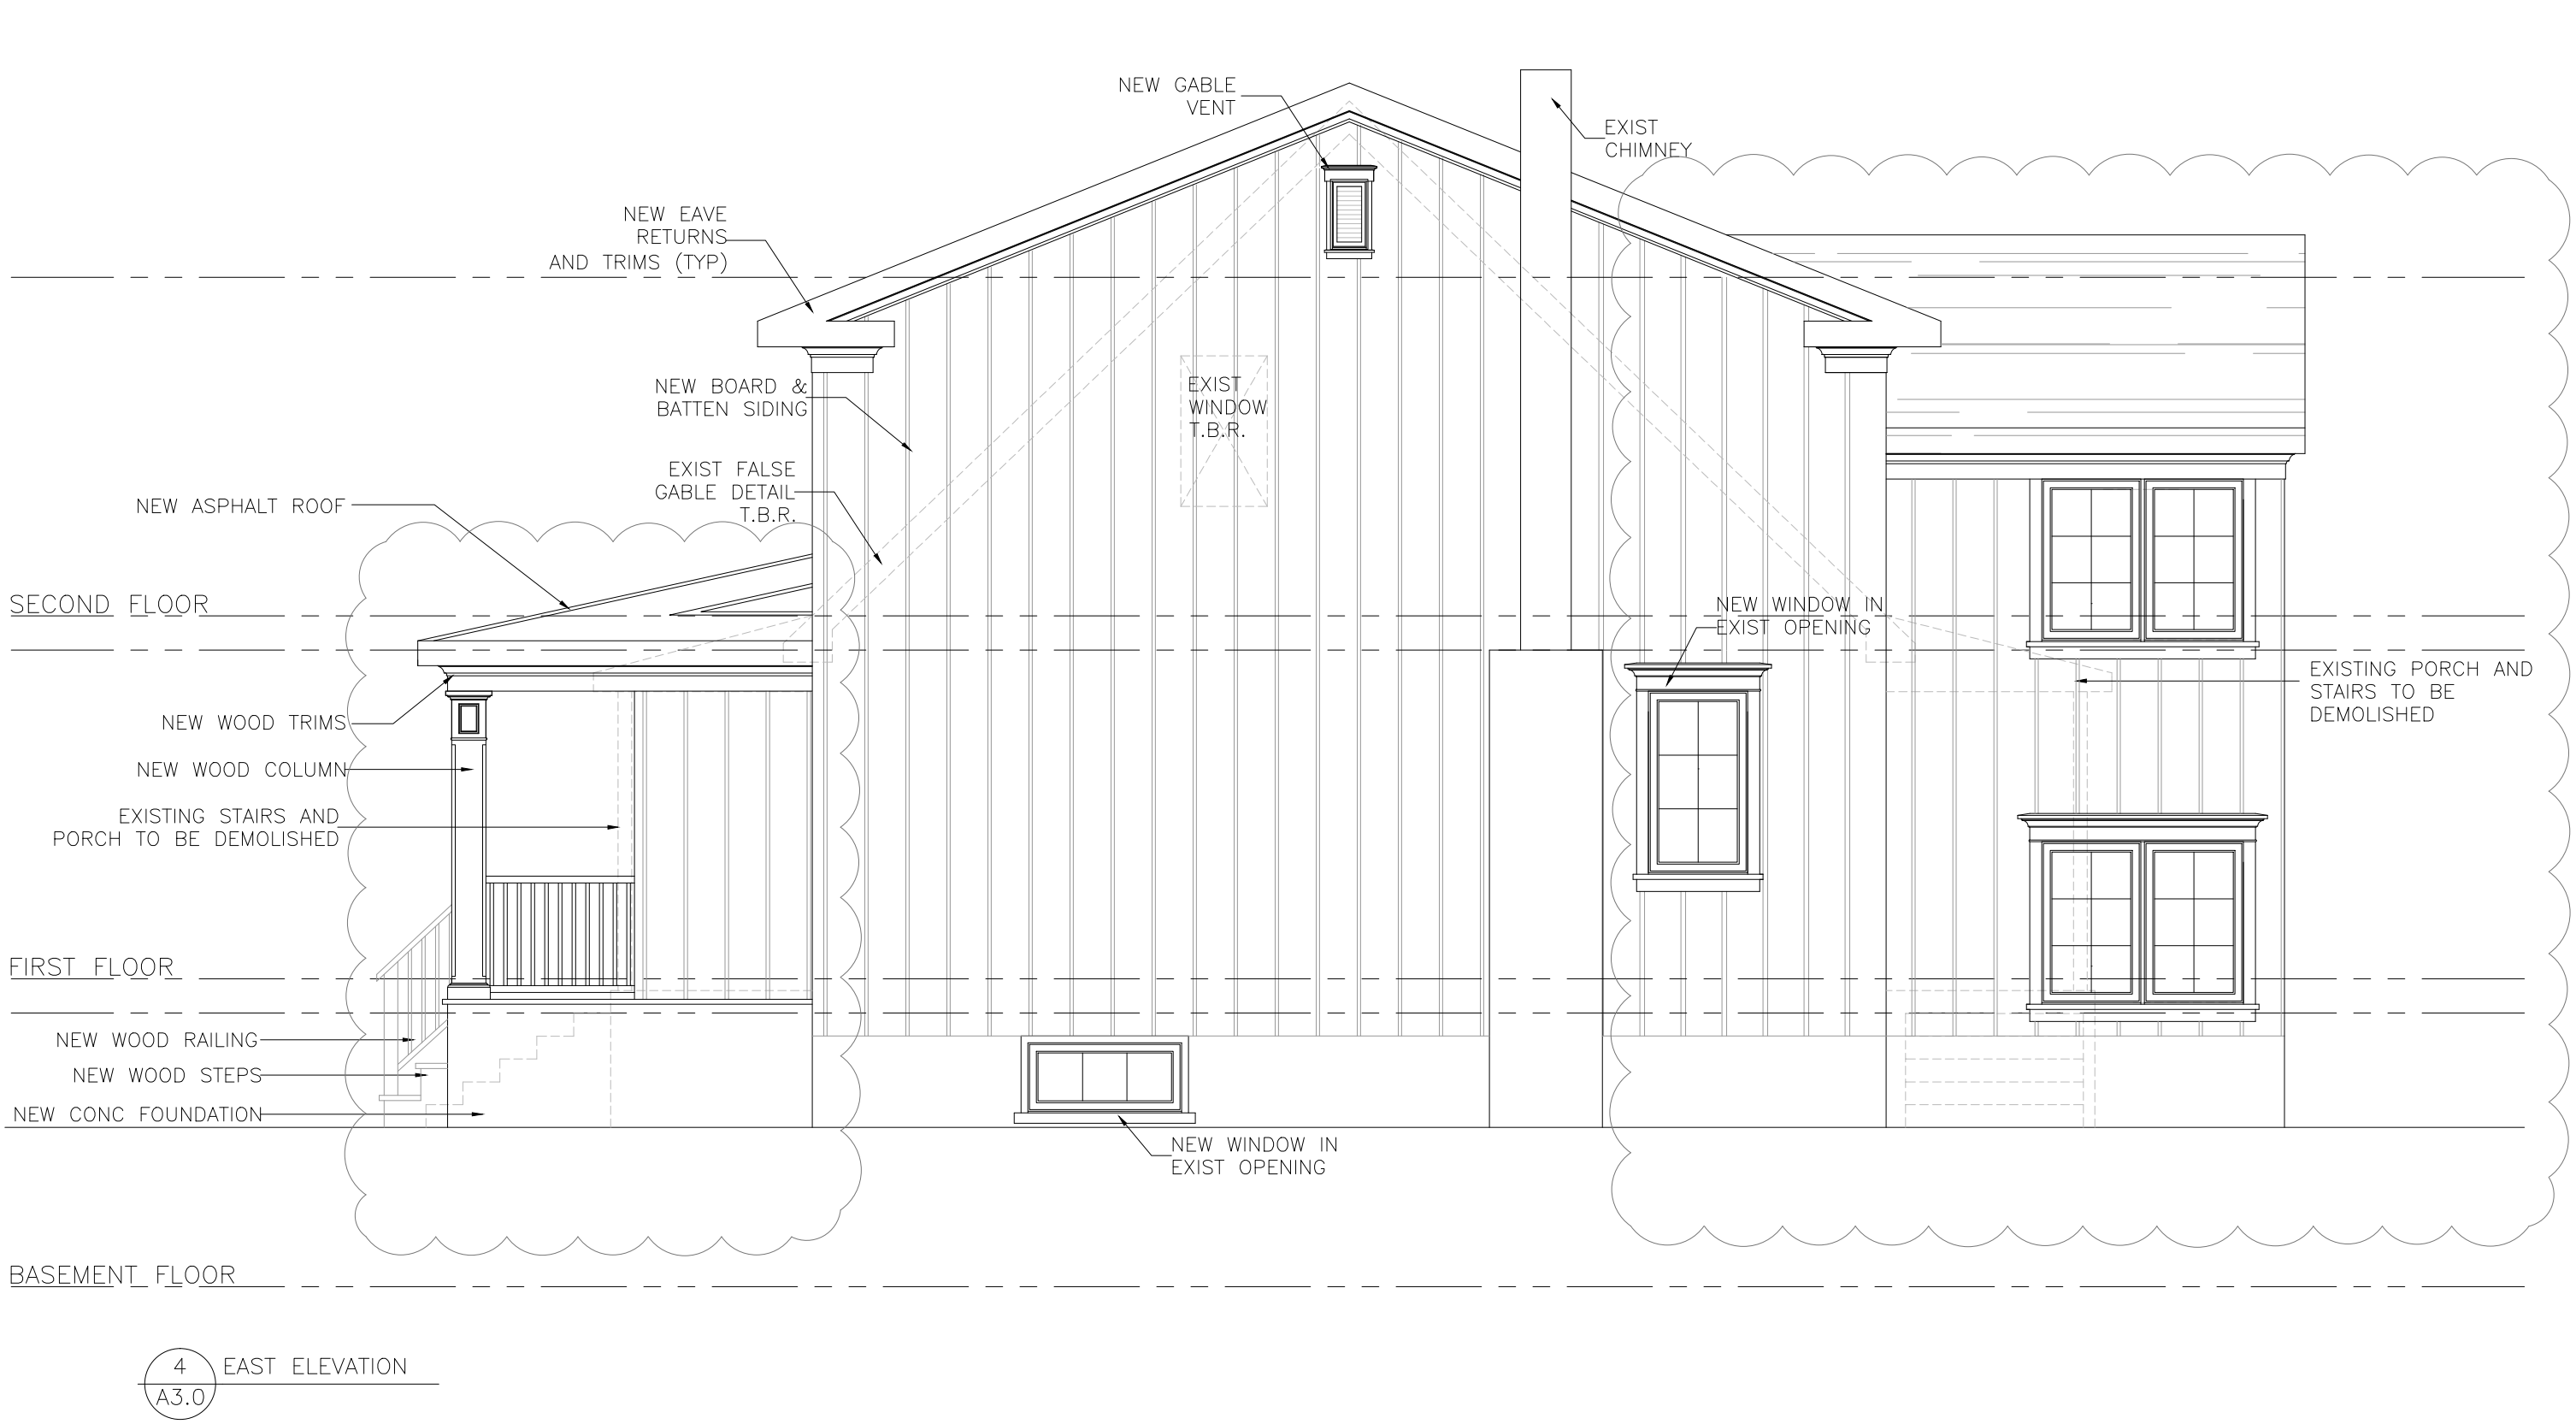 NEW GABLE
VENT
EXIST
CHIMNEY
NEW EAVE
RETURNS
AND TRIMS (TYP)
NEW BOARD &
BATTEN SIDING
EXIST
WINDOW
T.B.R.
EXIST FALSE
GABLE DETAIL
T.B.R.
NEW ASPHALT ROOF
SECOND FLOOR
NEW WINDOW IN
EXIST OPENING
EXISTING PORCH AND
STAIRS TO BE
DEMOLISHED
NEW WOOD TRIMS
NEW WOOD COLUMN
EXISTING STAIRS AND
PORCH TO BE DEMOLISHED
FIRST FLOOR
NEW WOOD RAILING
NEW WOOD STEPS
NEW CONC FOUNDATION
NEW WINDOW IN
EXIST OPENING
BASEMENT FLOOR
4 EAST ELEVATION
A3.0